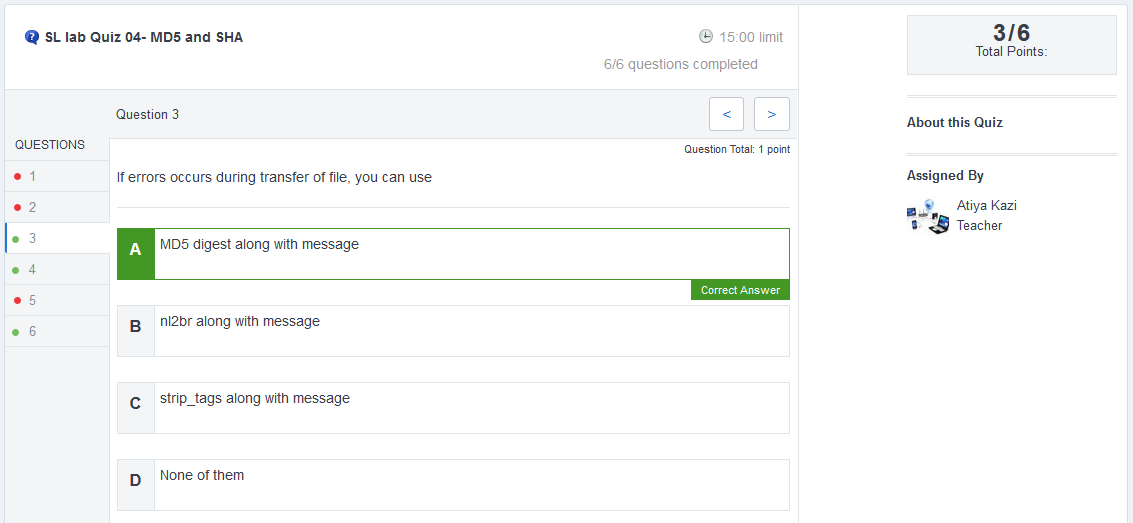 SL lab Quiz 04- MD5 and SHA
15:00 limit
6/6 questions completed
3/6
Total Points:
About this Quiz
Assigned By
Atiya Kazi
Teacher
Question 3
<
>
QUESTIONS
1
2
3
4
5
6
Question Total: 1 point
If errors occurs during transfer of file, you can use
A
MD5 digest along with message
Correct Answer
B
nl2br along with message
C
strip_tags along with message
D
None of them